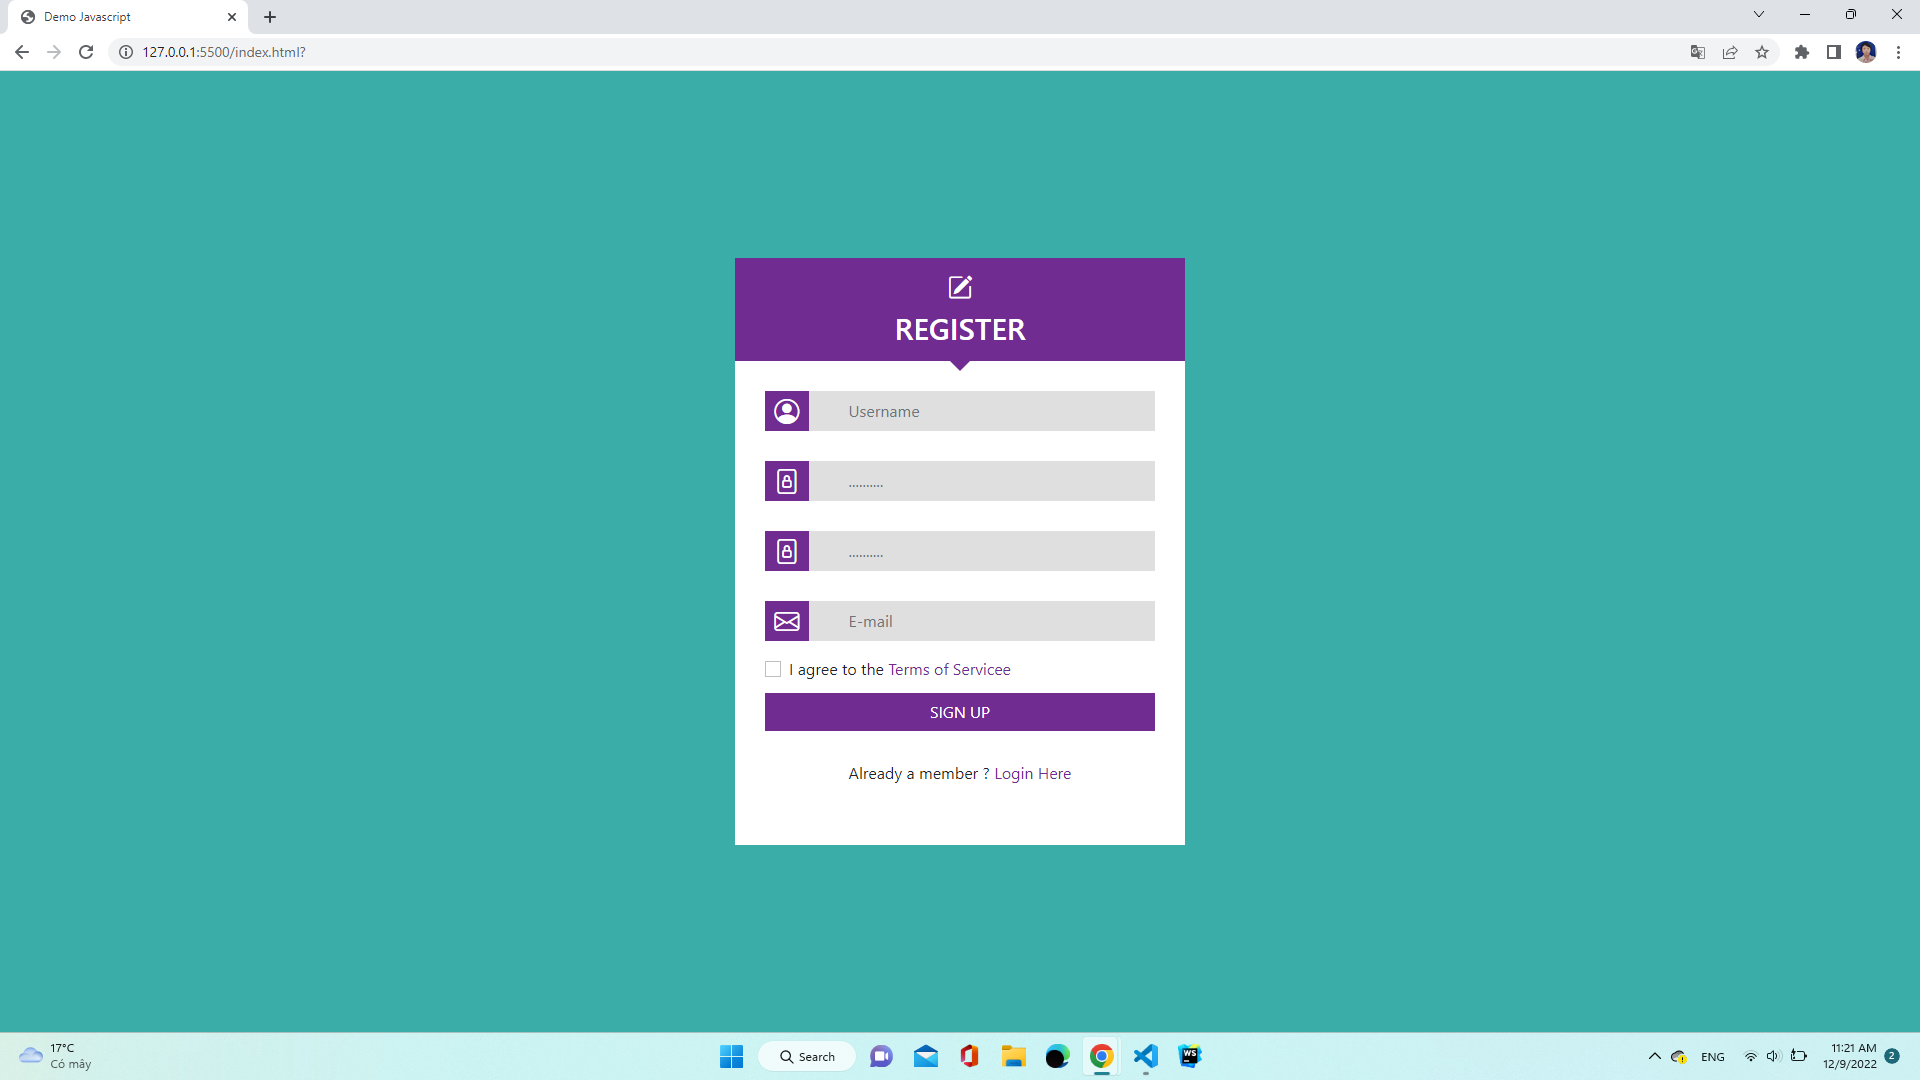 Demo Javascript
127.0.0.1:5500/index.html?
REGISTER
Username
..........
..........
E-mail
I agree to the Terms of Servicee
SIGN UP
Already a member ? Login Here
17°C
Có mây
Search
WS
ENG
11:21 AM
12/9/2022
2